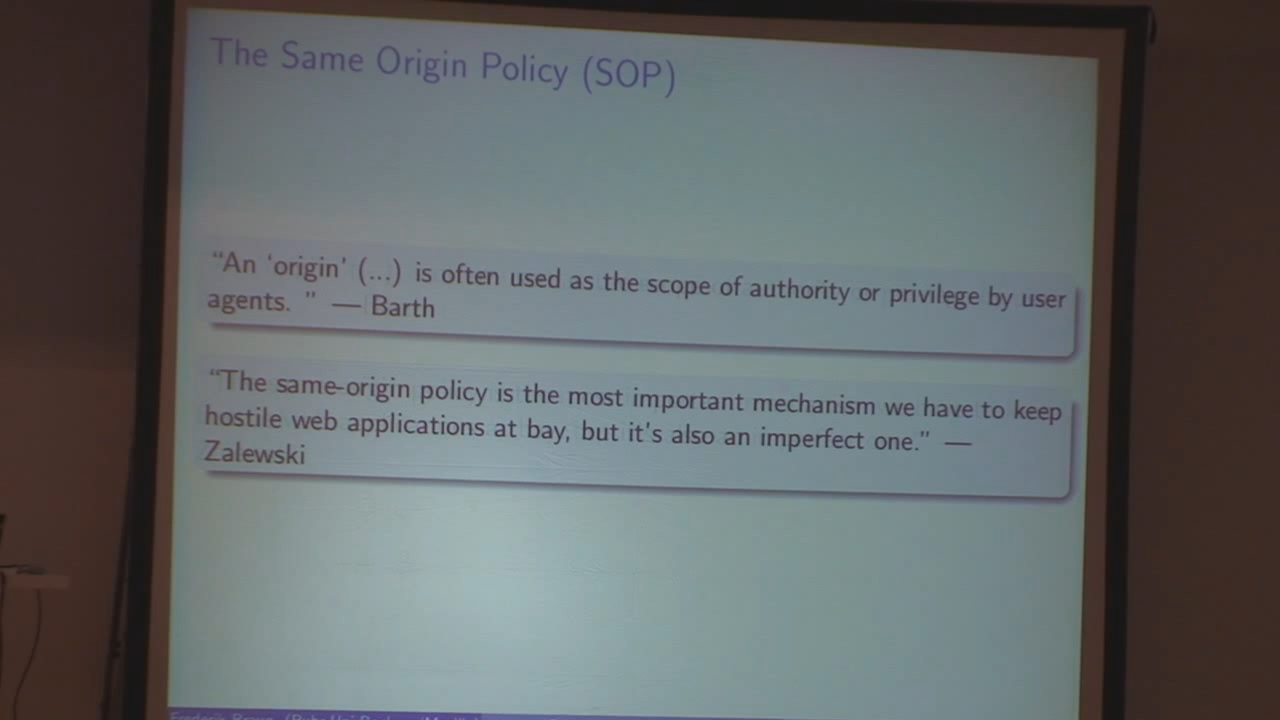 The Same Origin Policy (SOP)
“An ‘origin’ (...) is often used as the scope of authority or privilege by user
agents. ” — Barth
“The same-origin policy is the most important mechanism we have to keep
hostile web applications at bay, but it's also an imperfect one.” —
Zalewski